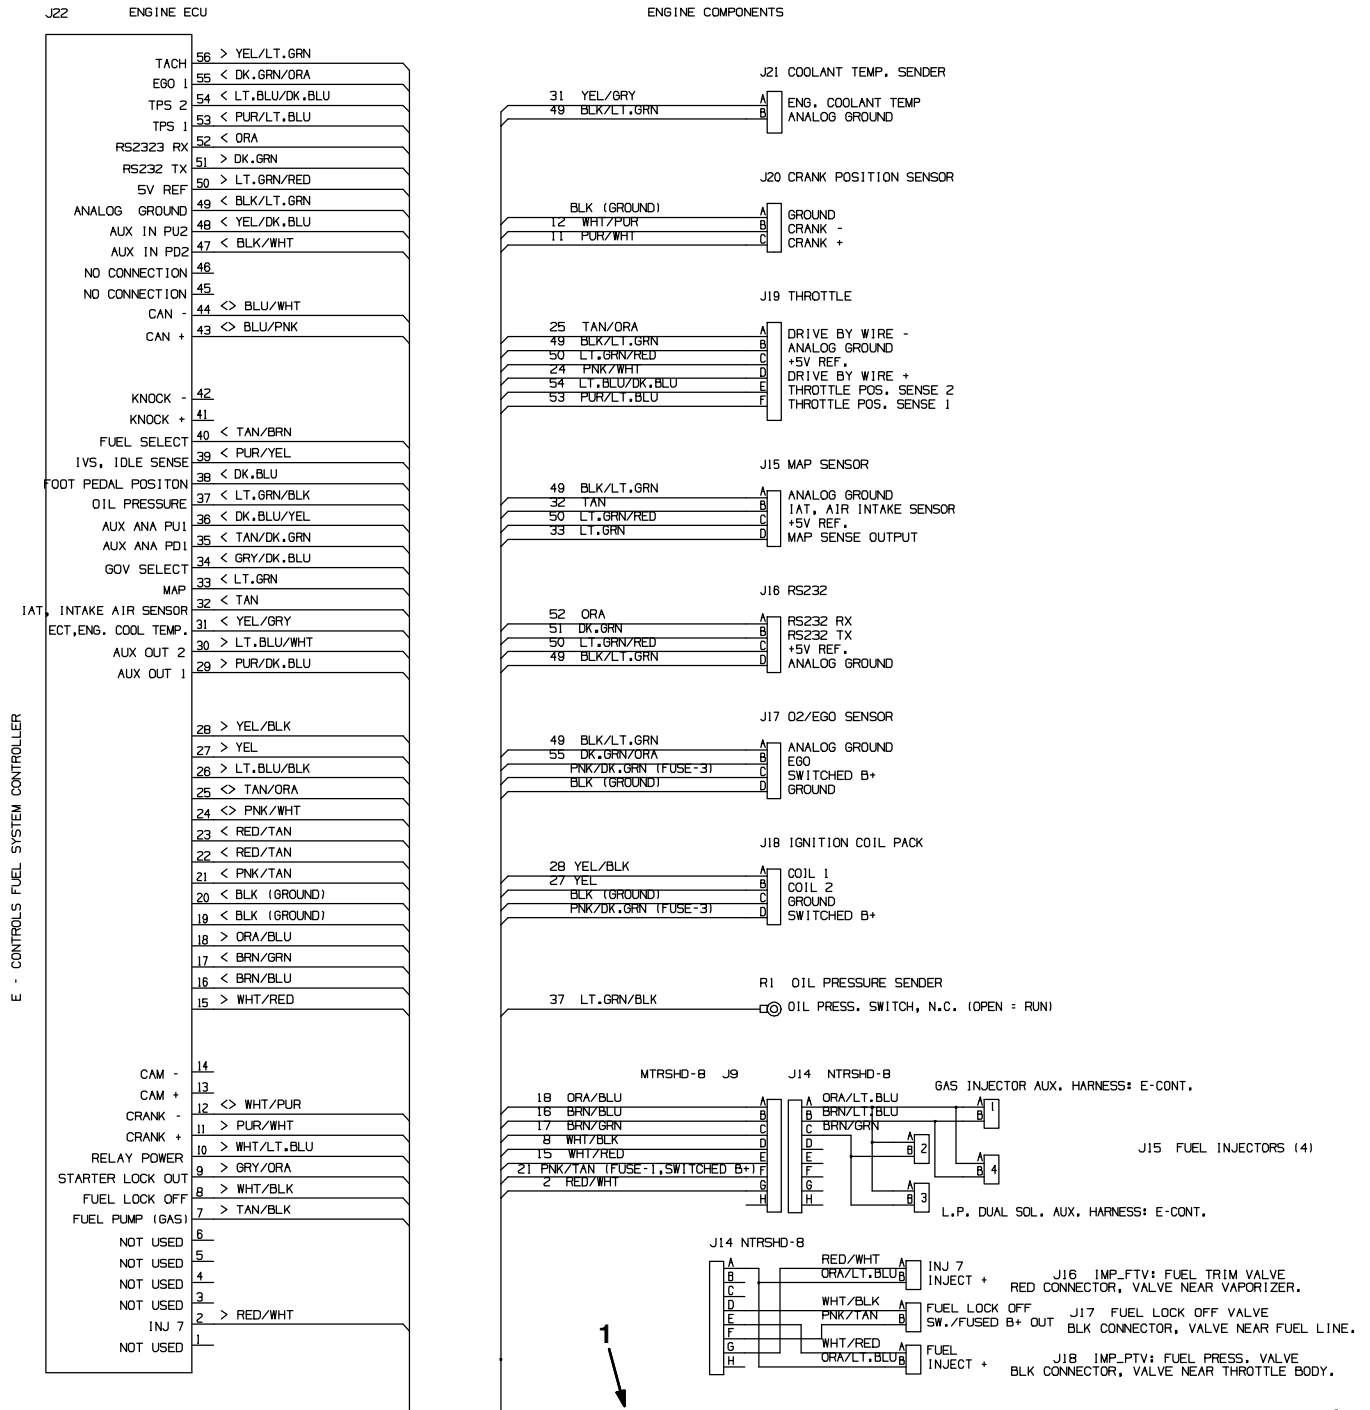 J22 ENGINE ECU
ENGINE COMPONENTS
E - CONTROLS FUEL SYSTEM CONTROLLER
TACH 56 > YEL/LT.GRN
EGO 1 55 < DK.GRN/ORA
TPS 2 54 < LT.BLU/DK.BLU
TPS 1 53 < PUR/LT.BLU
RS2323 RX 52 < ORA
RS232 TX 51 > DK.GRN
5V REF 50 > LT.GRN/RED
ANALOG GROUND 49 < BLK/LT.GRN
AUX IN PU2 48 < YEL/DK.BLU
AUX IN PD2 47 < BLK/WHT
NO CONNECTION 46
NO CONNECTION 45
CAN - 44 <> BLU/WHT
CAN + 43 <> BLU/PNK
KNOCK - 42
KNOCK + 41
FUEL SELECT 40 < TAN/BRN
IVS, IDLE SENSE 39 < PUR/YEL
FOOT PEDAL POSITON 38 < DK.BLU
OIL PRESSURE 37 < LT.GRN/BLK
AUX ANA PU1 36 < DK.BLU/YEL
AUX ANA PD1 35 < TAN/DK.GRN
GOV SELECT 34 < GRY/DK.BLU
MAP 33 < LT.GRN
IAT, INTAKE AIR SENSOR 32 < TAN
ECT,ENG. COOL TEMP. 31 < YEL/GRY
AUX OUT 2 30 > LT.BLU/WHT
AUX OUT 1 29 > PUR/DK.BLU
28 > YEL/BLK
27 > YEL
26 > LT.BLU/BLK
25 <> TAN/ORA
24 <> PNK/WHT
23 < RED/TAN
22 < RED/TAN
21 < PNK/TAN
20 < BLK (GROUND)
19 < BLK (GROUND)
18 > ORA/BLU
17 < BRN/GRN
16 < BRN/BLU
15 > WHT/RED
CAM - 14
CAM + 13
CRANK - 12 <> WHT/PUR
CRANK + 11 > PUR/WHT
RELAY POWER 10 > WHT/LT.BLU
STARTER LOCK OUT 9 > GRY/ORA
FUEL LOCK OFF 8 > WHT/BLK
FUEL PUMP (GAS) 7 > TAN/BLK
NOT USED 6
NOT USED 5
NOT USED 4
NOT USED 3
INJ 7 2 > RED/WHT
NOT USED 1
J21 COOLANT TEMP. SENDER
31 YEL/GRY A ENG. COOLANT TEMP
49 BLK/LT.GRN B ANALOG GROUND
J20 CRANK POSITION SENSOR
BLK (GROUND) A GROUND
12 WHT/PUR B CRANK -
11 PUR/WHT C CRANK +
J19 THROTTLE
25 TAN/ORA A DRIVE BY WIRE -
49 BLK/LT.GRN B ANALOG GROUND
50 LT.GRN/RED C +5V REF.
24 PNK/WHT D DRIVE BY WIRE +
54 LT.BLU/DK.BLU E THROTTLE POS. SENSE 2
53 PUR/LT.BLU F THROTTLE POS. SENSE 1
J15 MAP SENSOR
49 BLK/LT.GRN A ANALOG GROUND
32 TAN B IAT, AIR INTAKE SENSOR
50 LT.GRN/RED C +5V REF.
33 LT.GRN D MAP SENSE OUTPUT
J16 RS232
52 ORA A RS232 RX
51 DK.GRN B RS232 TX
50 LT.GRN/RED C +5V REF.
49 BLK/LT.GRN D ANALOG GROUND
J17 O2/EGO SENSOR
49 BLK/LT.GRN A ANALOG GROUND
55 DK.GRN/ORA B EGO
PNK/DK.GRN (FUSE-3) C SWITCHED B+
BLK (GROUND) D GROUND
J18 IGNITION COIL PACK
28 YEL/BLK A COIL 1
27 YEL B COIL 2
BLK (GROUND) C GROUND
PNK/DK.GRN (FUSE-3) D SWITCHED B+
R1 OIL PRESSURE SENDER
37 LT.GRN/BLK OIL PRESS. SWITCH, N.C. (OPEN = RUN)
MTRSHD-8 J9 J14 NTRSHD-8
GAS INJECTOR AUX. HARNESS: E-CONT.
18 ORA/BLU A A ORA/LT.BLU A 1
16 BRN/BLU B B BRN/LT.BLU B
17 BRN/GRN C C BRN/GRN
8 WHT/BLK D D A 2
15 WHT/RED E E B
21 PNK/TAN (FUSE-1,SWITCHED B+) F F A 4
2 RED/WHT G G B
H H A 3
B
J15 FUEL INJECTORS (4)
L.P. DUAL SOL. AUX. HARNESS: E-CONT.
J14 NTRSHD-8
A RED/WHT A INJ 7
B ORA/LT.BLU B INJECT +
J16 IMP_FTV: FUEL TRIM VALVE
RED CONNECTOR, VALVE NEAR VAPORIZER.
C
D WHT/BLK A FUEL LOCK OFF
E PNK/TAN B SW./FUSED B+ OUT
J17 FUEL LOCK OFF VALVE
BLK CONNECTOR, VALVE NEAR FUEL LINE.
F
G WHT/RED A FUEL
H ORA/LT.BLU B INJECT +
J18 IMP_PTV: FUEL PRESS. VALVE
BLK CONNECTOR, VALVE NEAR THROTTLE BODY.
1